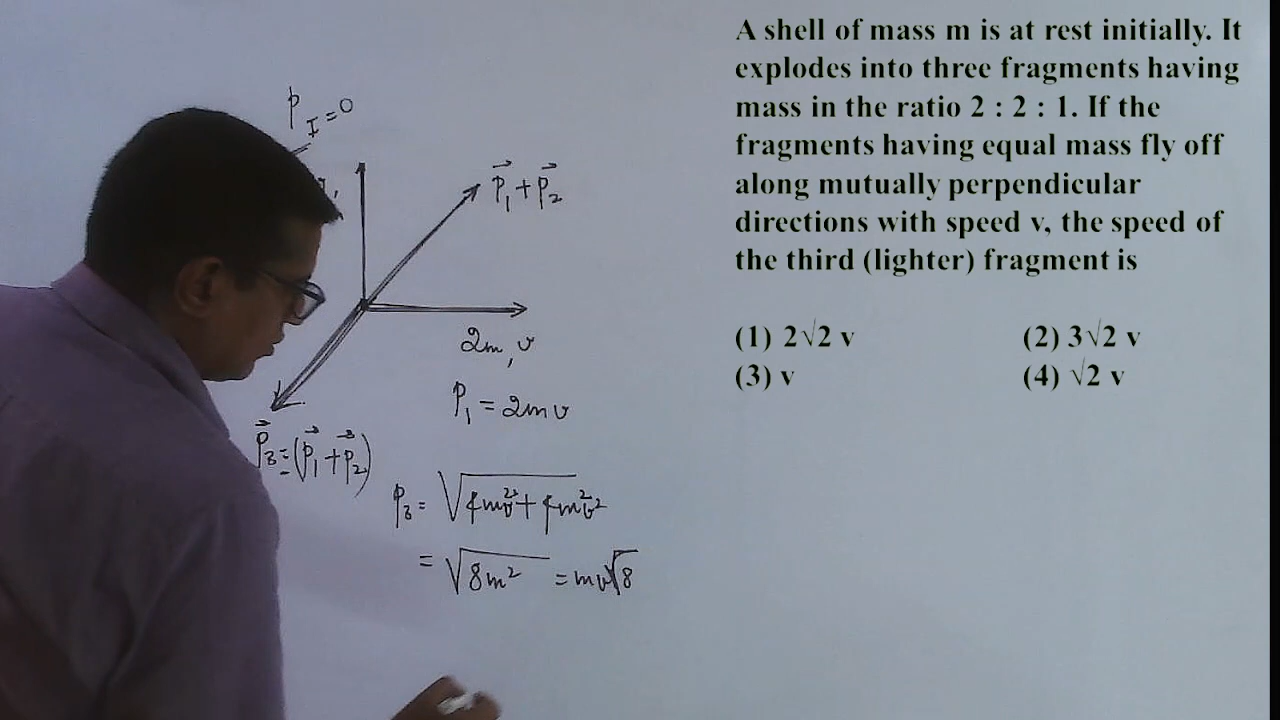 A shell of mass m is at rest initially. It
explodes into three fragments having
mass in the ratio 2 : 2 : 1. If the
fragments having equal mass fly off
along mutually perpendicular
directions with speed v, the speed of
the third (lighter) fragment is
(1) 2√2 v
(2) 3√2 v
(3) v
(4) √2 v
p_I = 0
p⃗₁ + p⃗₂
2m, v
p₁ = 2mv
p⃗₃ = -(p⃗₁ + p⃗₂)
p₃ = √4m²v² + 4m²v²
= √8m² = mv√8